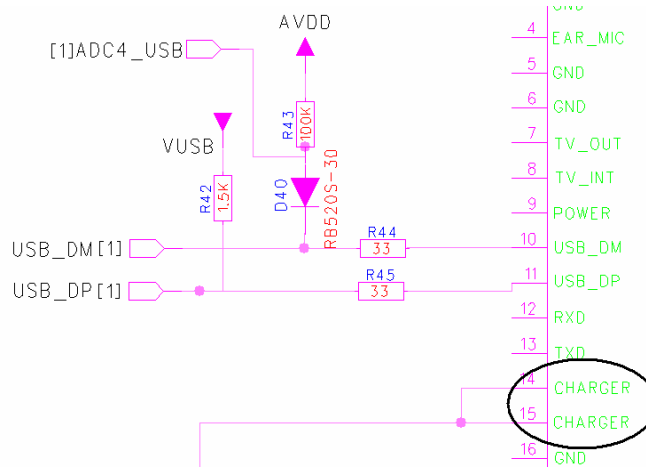 GND
AVDD
4 EAR_MIC
[1]ADC4_USB
5 GND
6 GND
R43 100K
7 TV_OUT
VUSB
8 TV_INT
R42 1.5K
D40 RB520S-30
9 POWER
R44
USB_DM[1] 33 10 USB_DM
R45
USB_DP[1] 33 11 USB_DP
12 RXD
13 TXD
14 CHARGER
15 CHARGER
16 GND